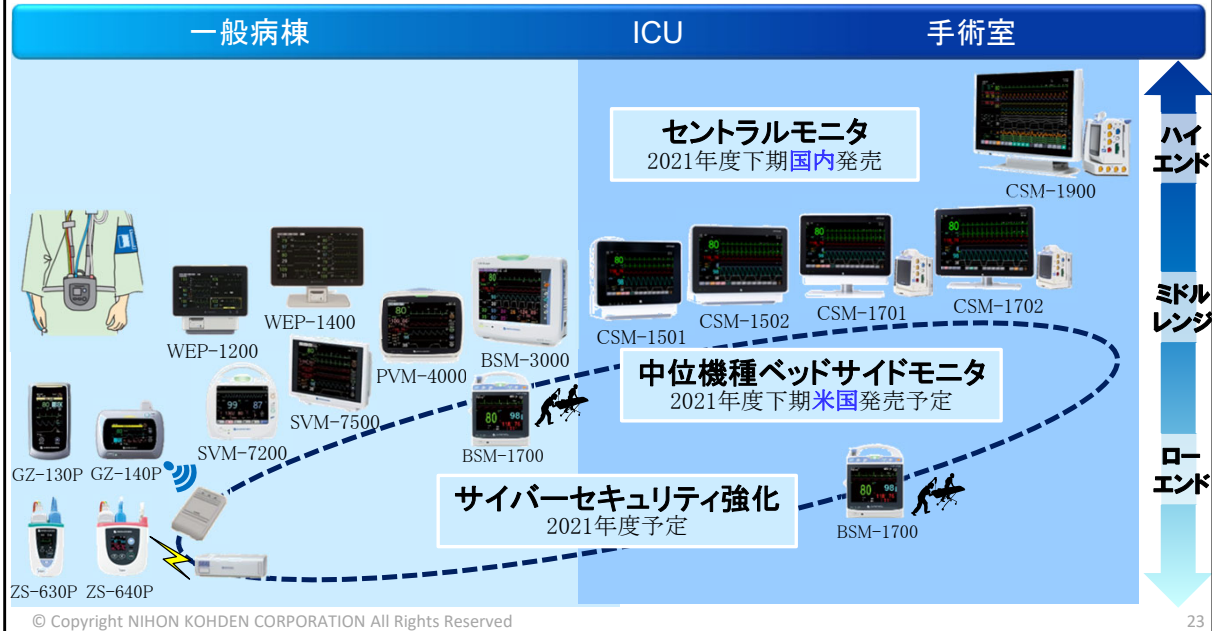 一般病棟
ICU
手術室
セントラルモニタ
2021年度下期国内発売
CSM-1900
ハイ
エンド
WEP-1200
WEP-1400
PVM-4000
BSM-3000
CSM-1501
CSM-1502
CSM-1701
CSM-1702
ミドル
レンジ
中位機種ベッドサイドモニタ
2021年度下期米国発売予定
GZ-130P
GZ-140P
SVM-7200
SVM-7500
BSM-1700
サイバーセキュリティ強化
2021年度予定
BSM-1700
ロー
エンド
ZS-630P
ZS-640P
© Copyright NIHON KOHDEN CORPORATION All Rights Reserved
23